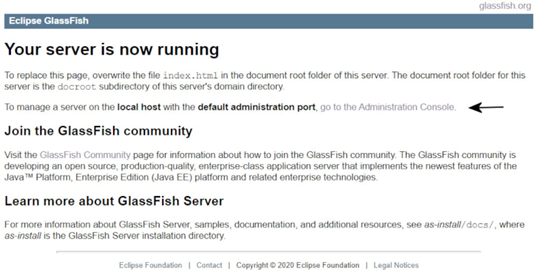 glassfish.org
Eclipse GlassFish
Your server is now running
To replace this page, overwrite the file index.html in the document root folder of this server. The document root folder for this
server is the docroot subdirectory of this server's domain directory.
To manage a server on the local host with the default administration port, go to the Administration Console.
Join the GlassFish community
Visit the GlassFish Community page for information about how to join the GlassFish community. The GlassFish community is
developing an open source, production-quality, enterprise-class application server that implements the newest features of the
Java™ Platform, Enterprise Edition (Java EE) platform and related enterprise technologies.
Learn more about GlassFish Server
For more information about GlassFish Server, samples, documentation, and additional resources, see as-install/docs/, where
as-install is the GlassFish Server installation directory.
Eclipse Foundation | Contact | Copyright © 2020 Eclipse Foundation | Legal Notices